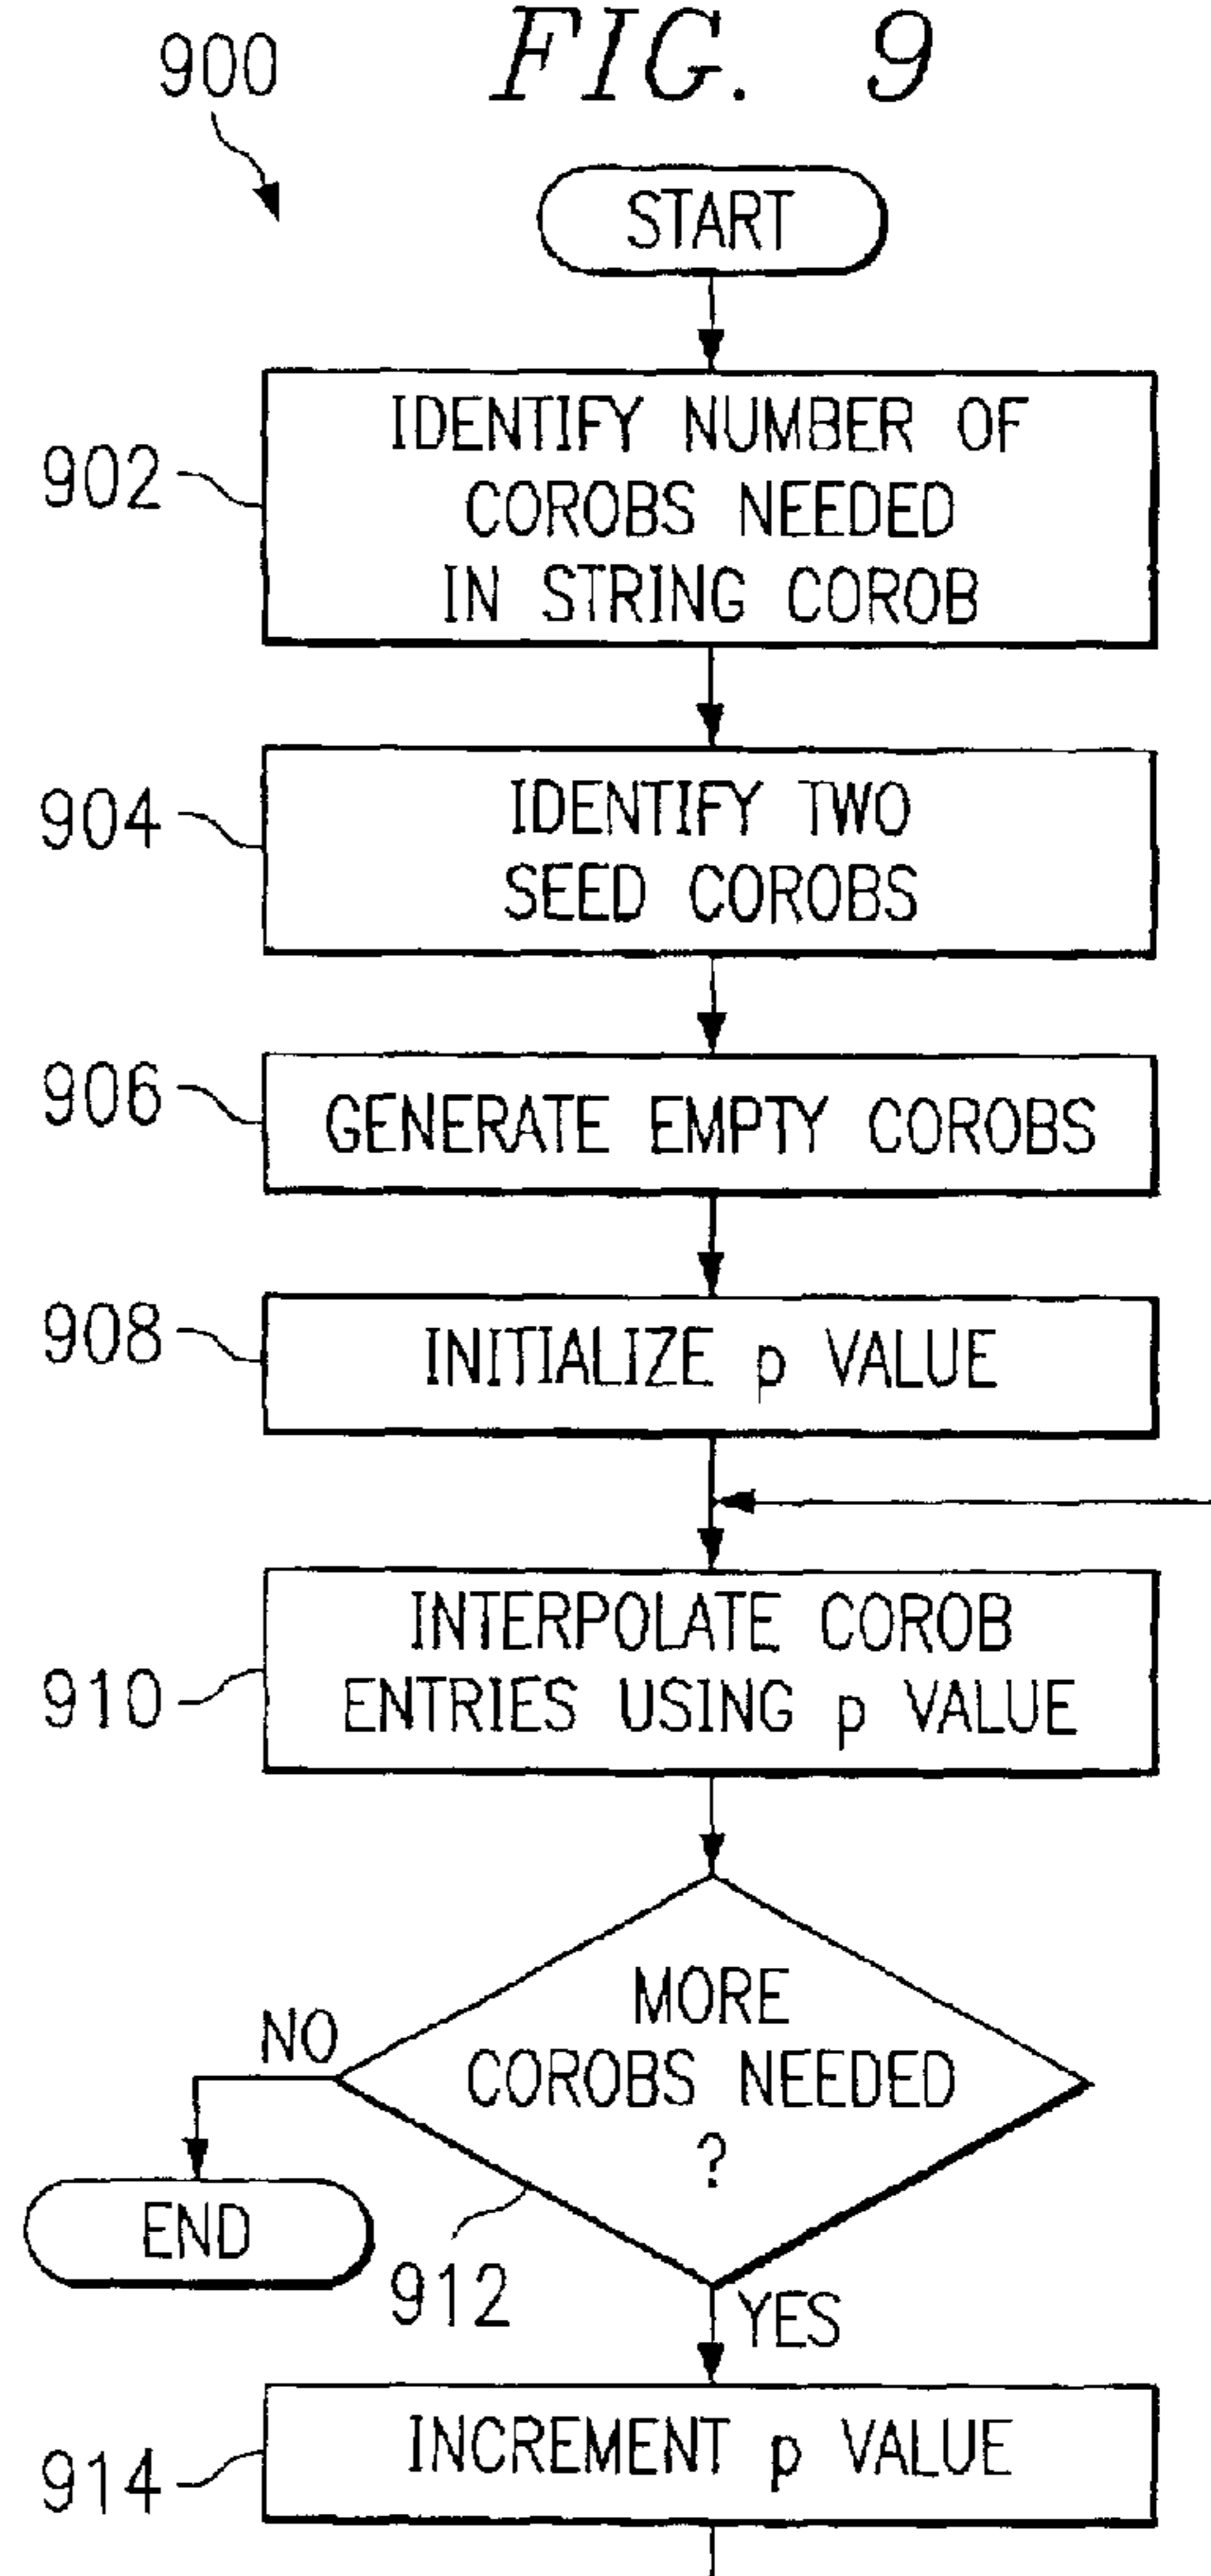 FIG. 9
900
START
902
IDENTIFY NUMBER OF
COROBS NEEDED
IN STRING COROB
904
IDENTIFY TWO
SEED COROBS
906
GENERATE EMPTY COROBS
908
INITIALIZE p VALUE
910
INTERPOLATE COROB
ENTRIES USING p VALUE
MORE
COROBS NEEDED
?
NO
END
912
YES
914
INCREMENT p VALUE